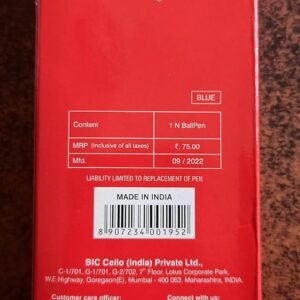 BLUE
Content 1 N BallPen
MRP (Inclusive of all taxes) ₹. 75.00
Mfd. 09 / 2022
LIABILITY LIMITED TO REPLACEMENT OF PEN
MADE IN INDIA
8 907234 001952
BIC Cello (India) Private Ltd.,
C-1/701, G-1/701, G-2/702, 7th Floor, Lotus Corporate Park,
W.E.Highway, Goregaon(E), Mumbai - 400 063, Maharashtra, INDIA.
Customer care officer: Connect with us: